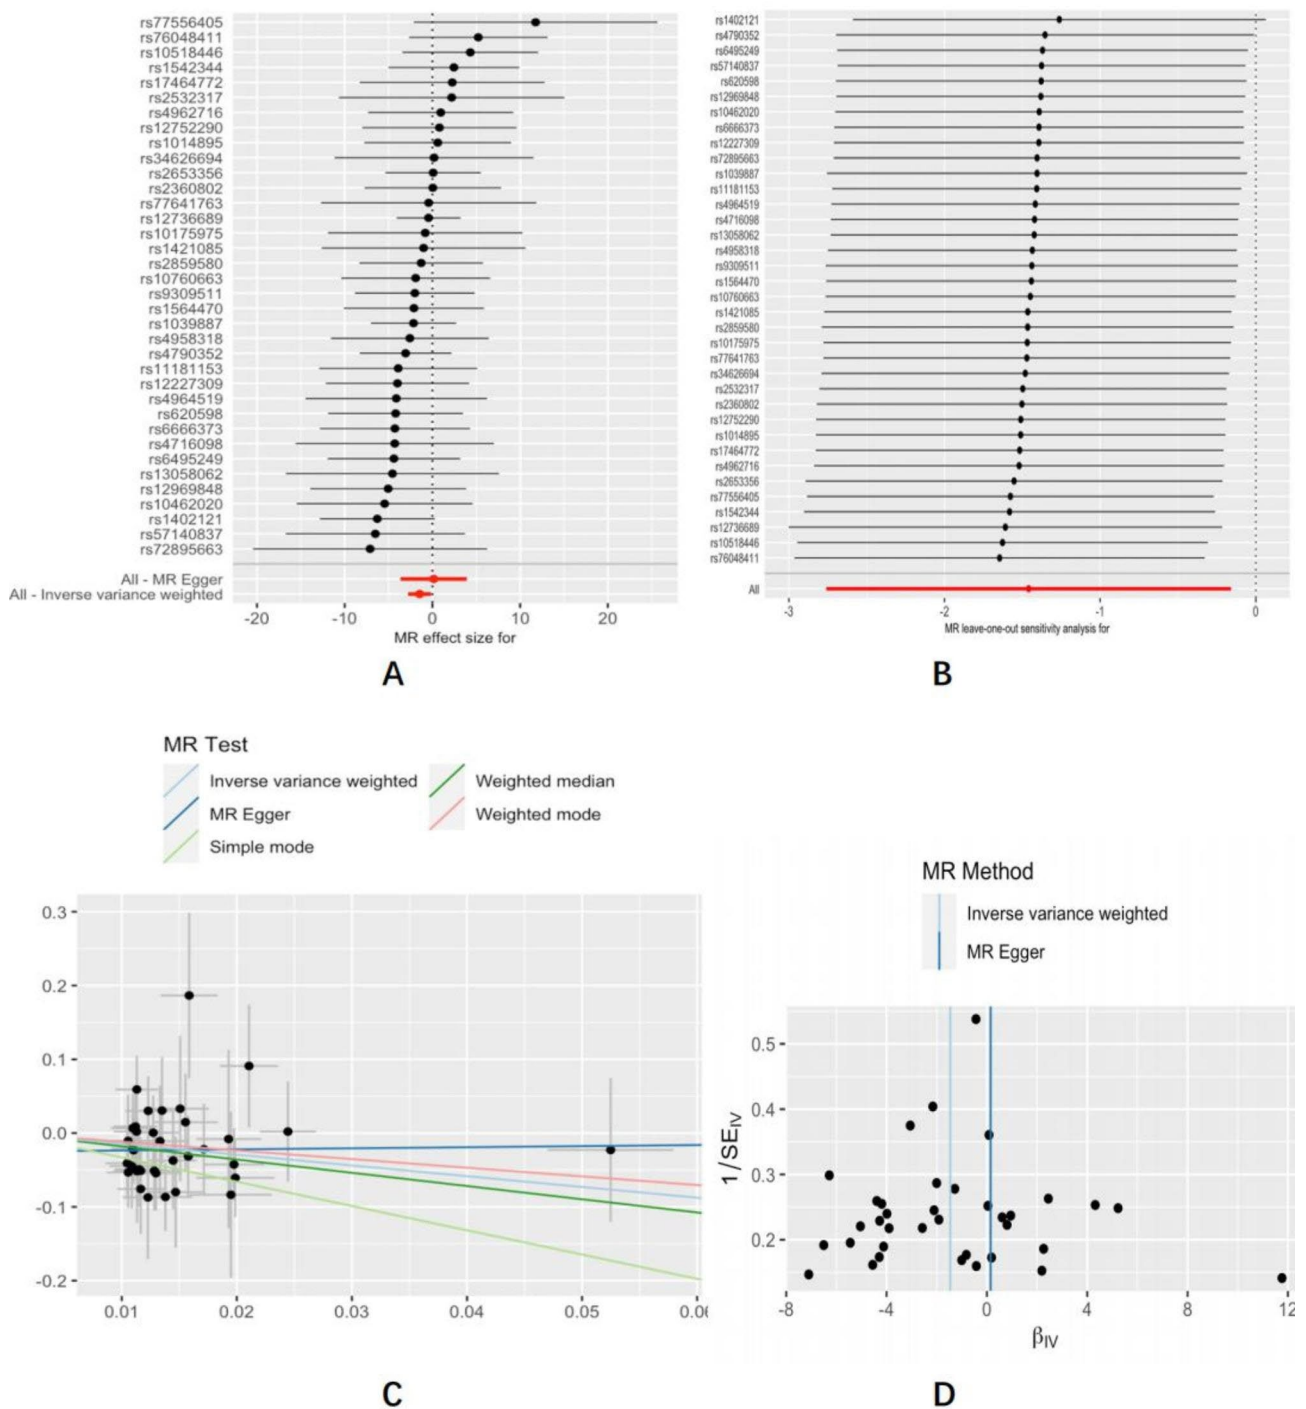 rs77556405
rs76048411
rs10518446
rs1542344
rs17464772
rs2532317
rs4962716
rs12752290
rs1014895
rs34626694
rs2653356
rs2360802
rs77641763
rs12736689
rs10175975
rs1421085
rs2859580
rs10760663
rs9309511
rs1564470
rs1039887
rs4958318
rs4790352
rs11181153
rs12227309
rs4964519
rs620598
rs6666373
rs4716098
rs6495249
rs13058062
rs12969848
rs10462020
rs1402121
rs57140837
rs72895663
All - MR Egger
All - Inverse variance weighted
-20 -10 0 10 20
MR effect size for
A
rs1402121
rs4790352
rs6495249
rs57140837
rs620598
rs12969848
rs10462020
rs6666373
rs12227309
rs72895663
rs1039887
rs11181153
rs4964519
rs4716098
rs13058062
rs4958318
rs9309511
rs1564470
rs10760663
rs1421085
rs2859580
rs10175975
rs77641763
rs34626694
rs2532317
rs2360802
rs12752290
rs1014895
rs17464772
rs4962716
rs2653356
rs77556405
rs1542344
rs12736689
rs10518446
rs76048411
All
-3 -2 -1 0
MR leave-one-out sensitivity analysis for
B
MR Test
Inverse variance weighted
MR Egger
Simple mode
Weighted median
Weighted mode
0.3
0.2
0.1
0.0
-0.1
-0.2
0.01 0.02 0.03 0.04 0.05
C
MR Method
Inverse variance weighted
MR Egger
1/SE_IV
0.5
0.4
0.3
0.2
-8 -4 0 4 8 12
β_IV
D